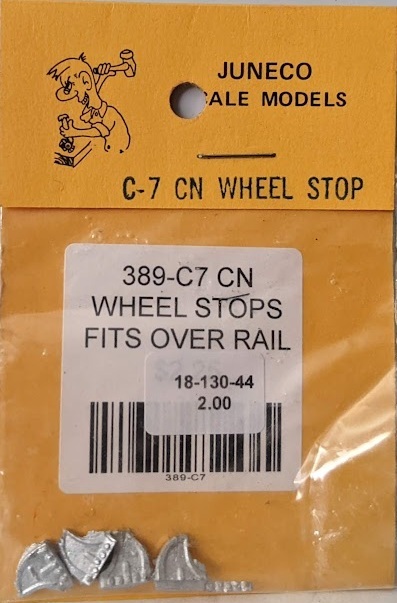 JUNECO
CALE MODELS
C-7 CN WHEEL STOP
389-C7 CN
WHEEL STOPS
FITS OVER RAIL
18-130-44
2.00
389-C7